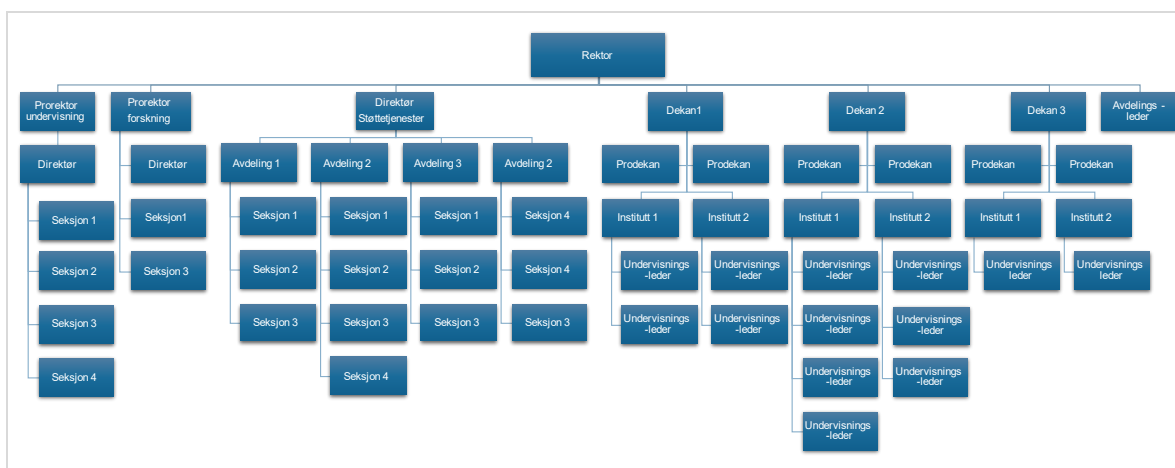 Rektor
Prorektor
undervisning
Prorektor
forskning
Direktør
Støttetjenester
Dekan1
Dekan 2
Dekan 3
Avdelings -
leder
Direktør
Direktør
Avdeling 1
Avdeling 2
Avdeling 3
Avdeling 2
Prodekan
Prodekan
Prodekan
Prodekan
Prodekan
Prodekan
Seksjon 1
Seksjon1
Seksjon 1
Seksjon 1
Seksjon 1
Seksjon 4
Institutt 1
Institutt 2
Institutt 1
Institutt 2
Institutt 1
Institutt 2
Seksjon 2
Seksjon 3
Seksjon 2
Seksjon 2
Seksjon 2
Seksjon 4
Undervisnings
-leder
Undervisnings
-leder
Undervisnings
-leder
Undervisnings
-leder
Undervisnings
leder
Undervisnings
leder
Seksjon 3
Seksjon 3
Seksjon 3
Seksjon 3
Seksjon 3
Undervisnings
-leder
Undervisnings
-leder
Undervisnings
-leder
Undervisnings
-leder
Seksjon 4
Seksjon 4
Undervisnings
-leder
Undervisnings
-leder
Undervisnings
-leder